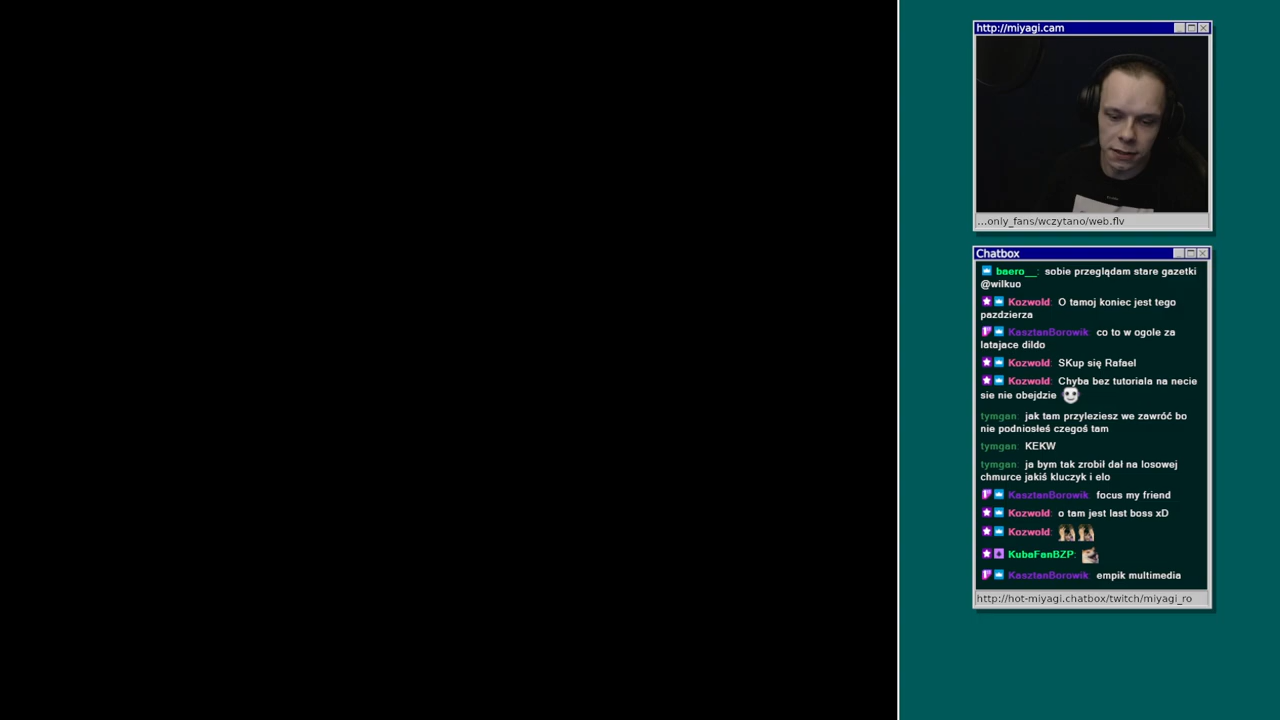 http://miyagi.cam
...only_fans/wczytano/web.flv
Chatbox
baero__: sobie przeglądam stare gazetki
@wilkuo
Kozwold: O tamoj koniec jest tego
pazdzierza
KasztanBorowik: co to w ogole za
latajace dildo
Kozwold: SKup się Rafael
Kozwold: Chyba bez tutoriala na necie
sie nie obejdzie
tymgan: jak tam przyleziesz we zawróć bo
nie podniosłeś czegoś tam
tymgan: KEKW
tymgan: ja bym tak zrobił dał na losowej
chmurce jakiś kluczyk i elo
KasztanBorowik: focus my friend
Kozwold: o tam jest last boss xD
Kozwold:
KubaFanBZP:
KasztanBorowik: empik multimedia
http://hot-miyagi.chatbox/twitch/miyagi_ro